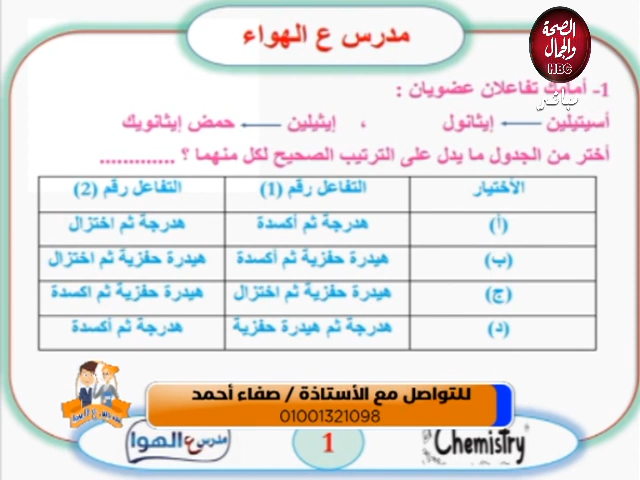 الصحة
والجمال
HBC
مباشر
مدرس ع الهواء
1- أمامك تفاعلان عضويان :
أسيتيلين ⟵ إيثانول ، إيثيلين ⟵ حمض إيثانويك
أختر من الجدول ما يدل على الترتيب الصحيح لكل منهما ؟ .............
الأختيار التفاعل رقم (1) التفاعل رقم (2)
(أ) هدرجة ثم أكسدة هدرجة ثم اختزال
(ب) هيدرة حفزية ثم أكسدة هيدرة حفزية ثم اختزال
(ج) هيدرة حفزية ثم اختزال هيدرة حفزية ثم اكسدة
(د) هدرجة ثم هيدرة حفزية هدرجة ثم أكسدة
للتواصل مع الأستاذة / صفاء أحمد
01001321098
مدرس ع الهوا
1
Chemistry